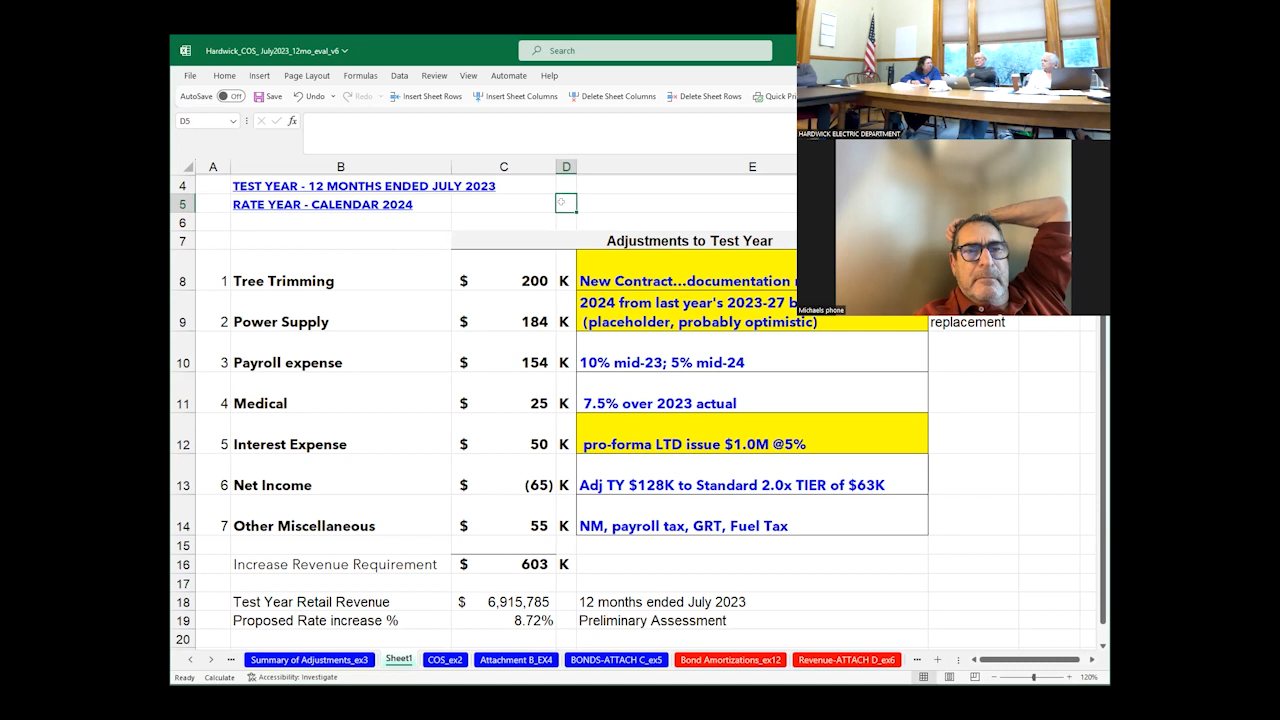 Hardwick_COS_ July2023_12mo_eval_v6
Search
File Home Insert Page Layout Formulas Data Review View Automate Help
AutoSave Off Save Undo Redo Insert Sheet Rows Insert Sheet Columns Delete Sheet Columns Delete Sheet Rows Quick Pri
HARDWICK ELECTRIC DEPARTMENT
D5 fx
A B C D E
4 TEST YEAR - 12 MONTHS ENDED JULY 2023
5 RATE YEAR - CALENDAR 2024
6
7 Adjustments to Test Year
8 1 Tree Trimming $ 200 K New Contract...documentation
9 2 Power Supply $ 184 K 2024 from last year's 2023-27 b
(placeholder, probably optimistic) replacement
Michaels phone
10 3 Payroll expense $ 154 K 10% mid-23; 5% mid-24
11 4 Medical $ 25 K 7.5% over 2023 actual
12 5 Interest Expense $ 50 K pro-forma LTD issue $1.0M @5%
13 6 Net Income $ (65) K Adj TY $128K to Standard 2.0x TIER of $63K
14 7 Other Miscellaneous $ 55 K NM, payroll tax, GRT, Fuel Tax
15
16 Increase Revenue Requirement $ 603 K
17
18 Test Year Retail Revenue $ 6,915,785 12 months ended July 2023
19 Proposed Rate increase % 8.72% Preliminary Assessment
20
Summary of Adjustments_ex3 Sheet1 COS_ex2 Attachment B_EX4 BONDS-ATTACH C_ex5 Bond Amortizations_ex12 Revenue-ATTACH D_ex6
Ready Calculate Accessibility: Investigate 120%